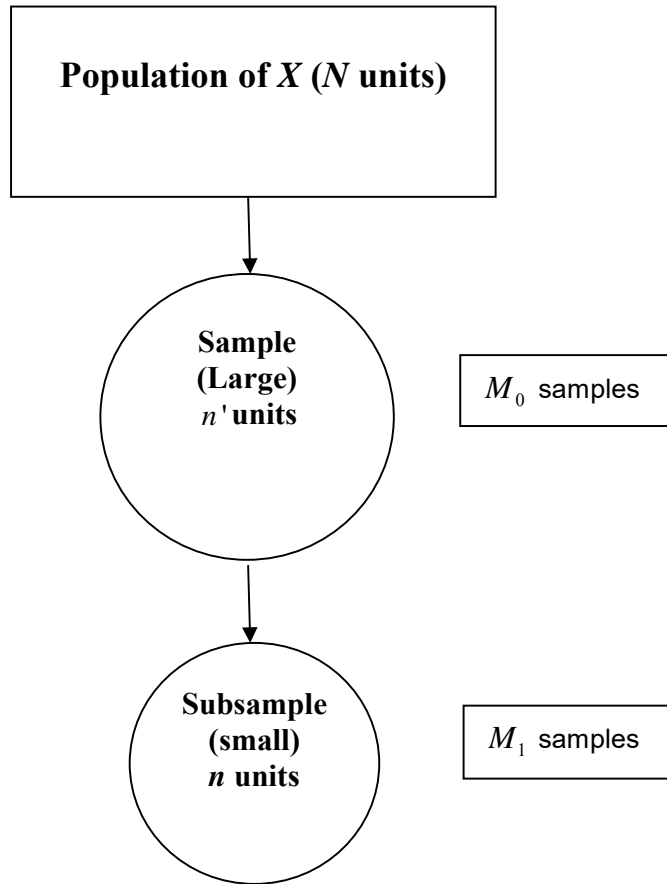 Population of X (N units)
Sample
(Large)
n' units
M₀ samples
Subsample
(small)
n units
M₁ samples